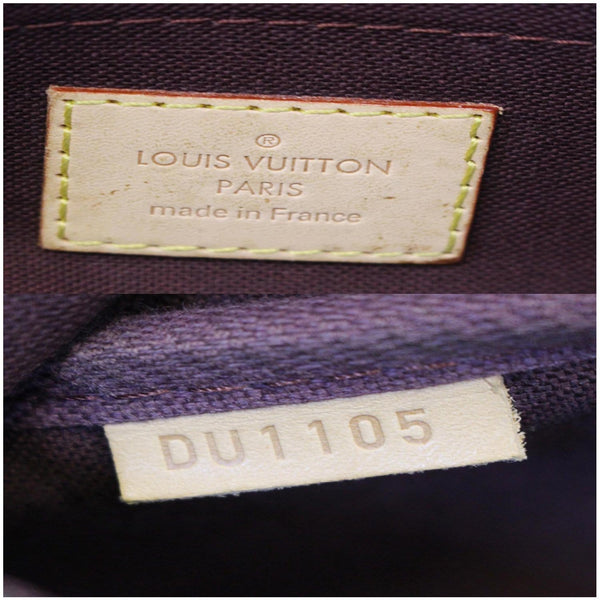 ®
LOUIS VUITTON
PARIS
made in France
DU1105